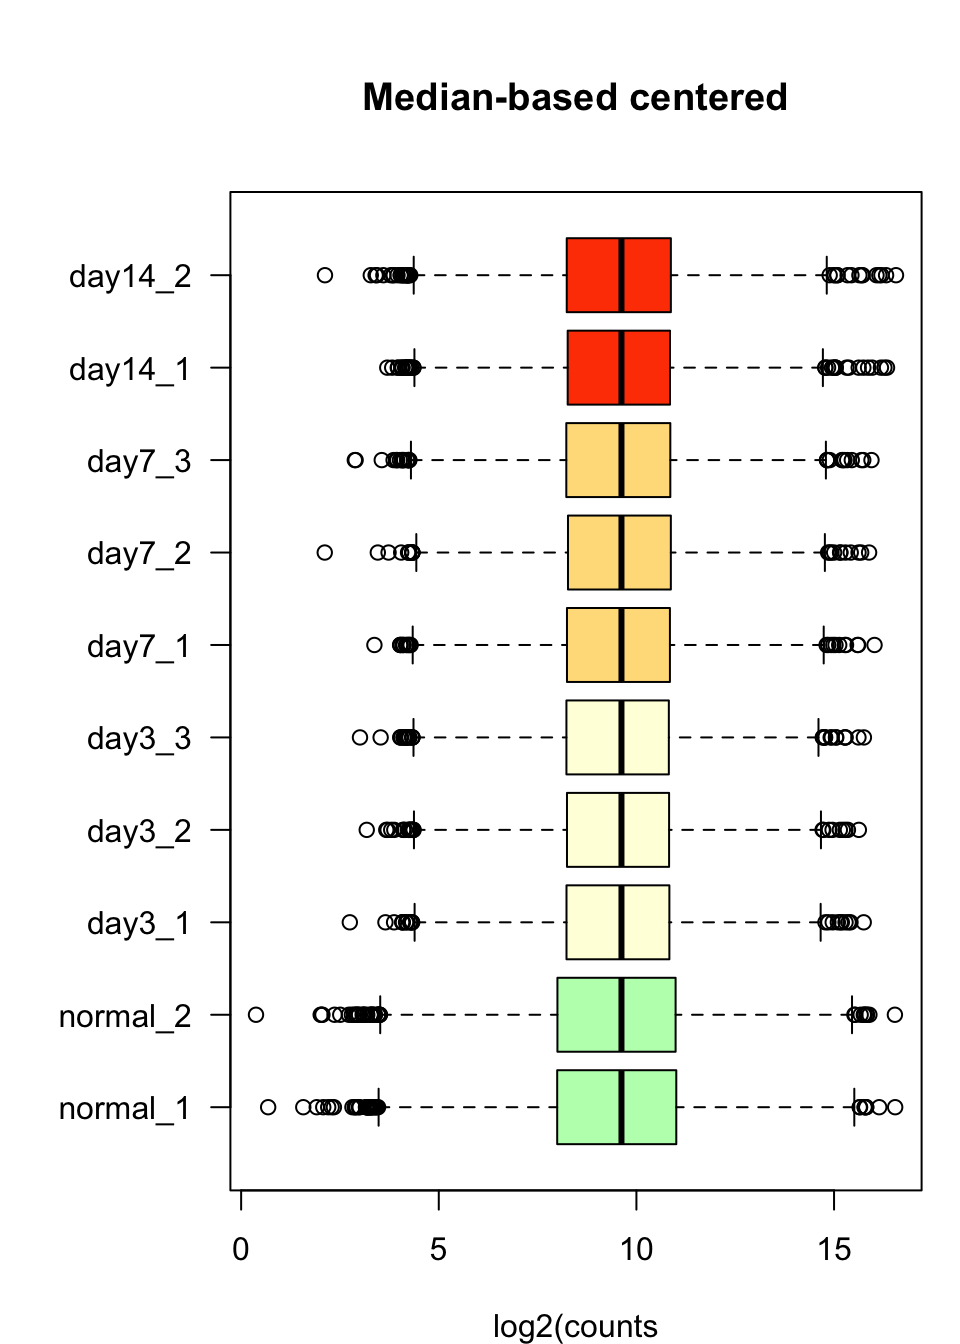 Median-based centered
day14_2
day14_1
day7_3
day7_2
day7_1
day3_3
day3_2
day3_1
normal_2
normal_1
0 5 10 15
log2(counts